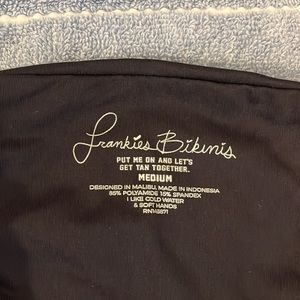 Frankies Bikinis
PUT ME ON AND LET'S
GET TAN TOGETHER.
MEDIUM
DESIGNED IN MALIBU, MADE IN INDONESIA
85% POLYAMIDE 15% SPANDEX
I LIKE COLD WATER
& SOFT HANDS